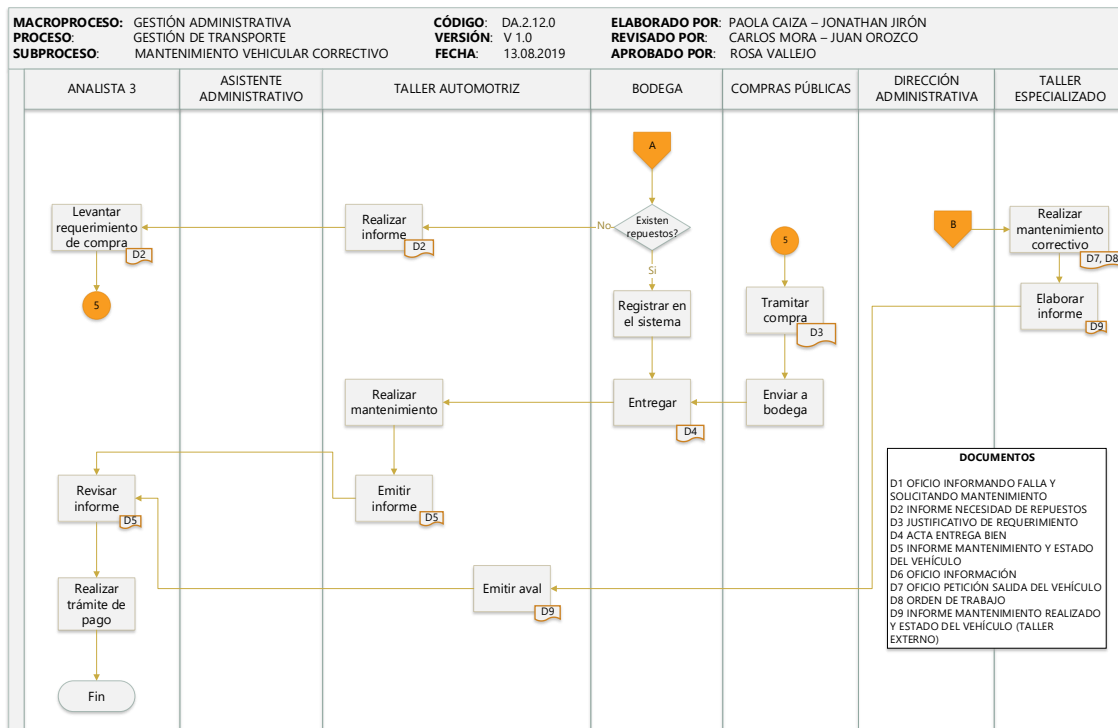 MACROPROCESO: GESTIÓN ADMINISTRATIVA
PROCESO: GESTIÓN DE TRANSPORTE
SUBPROCESO: MANTENIMIENTO VEHICULAR CORRECTIVO
CÓDIGO: DA.2.12.0
VERSIÓN: V 1.0
FECHA: 13.08.2019
ELABORADO POR: PAOLA CAIZA – JONATHAN JIRÓN
REVISADO POR: CARLOS MORA – JUAN OROZCO
APROBADO POR: ROSA VALLEJO
ANALISTA 3
ASISTENTE
ADMINISTRATIVO
TALLER AUTOMOTRIZ
BODEGA
COMPRAS PÚBLICAS
DIRECCIÓN
ADMINISTRATIVA
TALLER
ESPECIALIZADO
A
Levantar
requerimiento
de compra
D2
Realizar
informe
D2
No
Existen
repuestos?
Si
5
B
Realizar
mantenimiento
correctivo
D7, D8
5
Registrar en
el sistema
Tramitar
compra
D3
Elaborar
informe
D9
Realizar
mantenimiento
Entregar
D4
Enviar a
bodega
Revisar
informe
D5
Emitir
informe
D5
Realizar
trámite de
pago
Emitir aval
D9
Fin
DOCUMENTOS
D1 OFICIO INFORMANDO FALLA Y
SOLICITANDO MANTENIMIENTO
D2 INFORME NECESIDAD DE REPUESTOS
D3 JUSTIFICATIVO DE REQUERIMIENTO
D4 ACTA ENTREGA BIEN
D5 INFORME MANTENIMIENTO Y ESTADO
DEL VEHÍCULO
D6 OFICIO INFORMACIÓN
D7 OFICIO PETICIÓN SALIDA DEL VEHÍCULO
D8 ORDEN DE TRABAJO
D9 INFORME MANTENIMIENTO REALIZADO
Y ESTADO DEL VEHÍCULO (TALLER
EXTERNO)